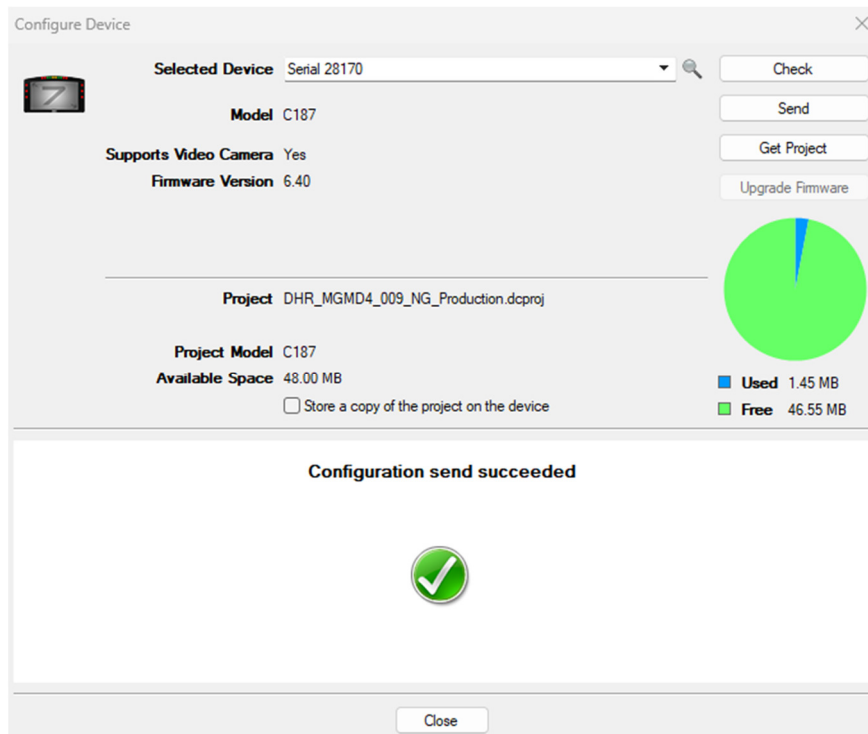 Configure Device
Selected Device Serial 28170
Check
Model C187
Send
Supports Video Camera Yes
Get Project
Firmware Version 6.40
Upgrade Firmware
Project DHR_MGMD4_009_NG_Production.dcproj
Project Model C187
Available Space 48.00 MB
Used 1.45 MB
Store a copy of the project on the device
Free 46.55 MB
Configuration send succeeded
Close